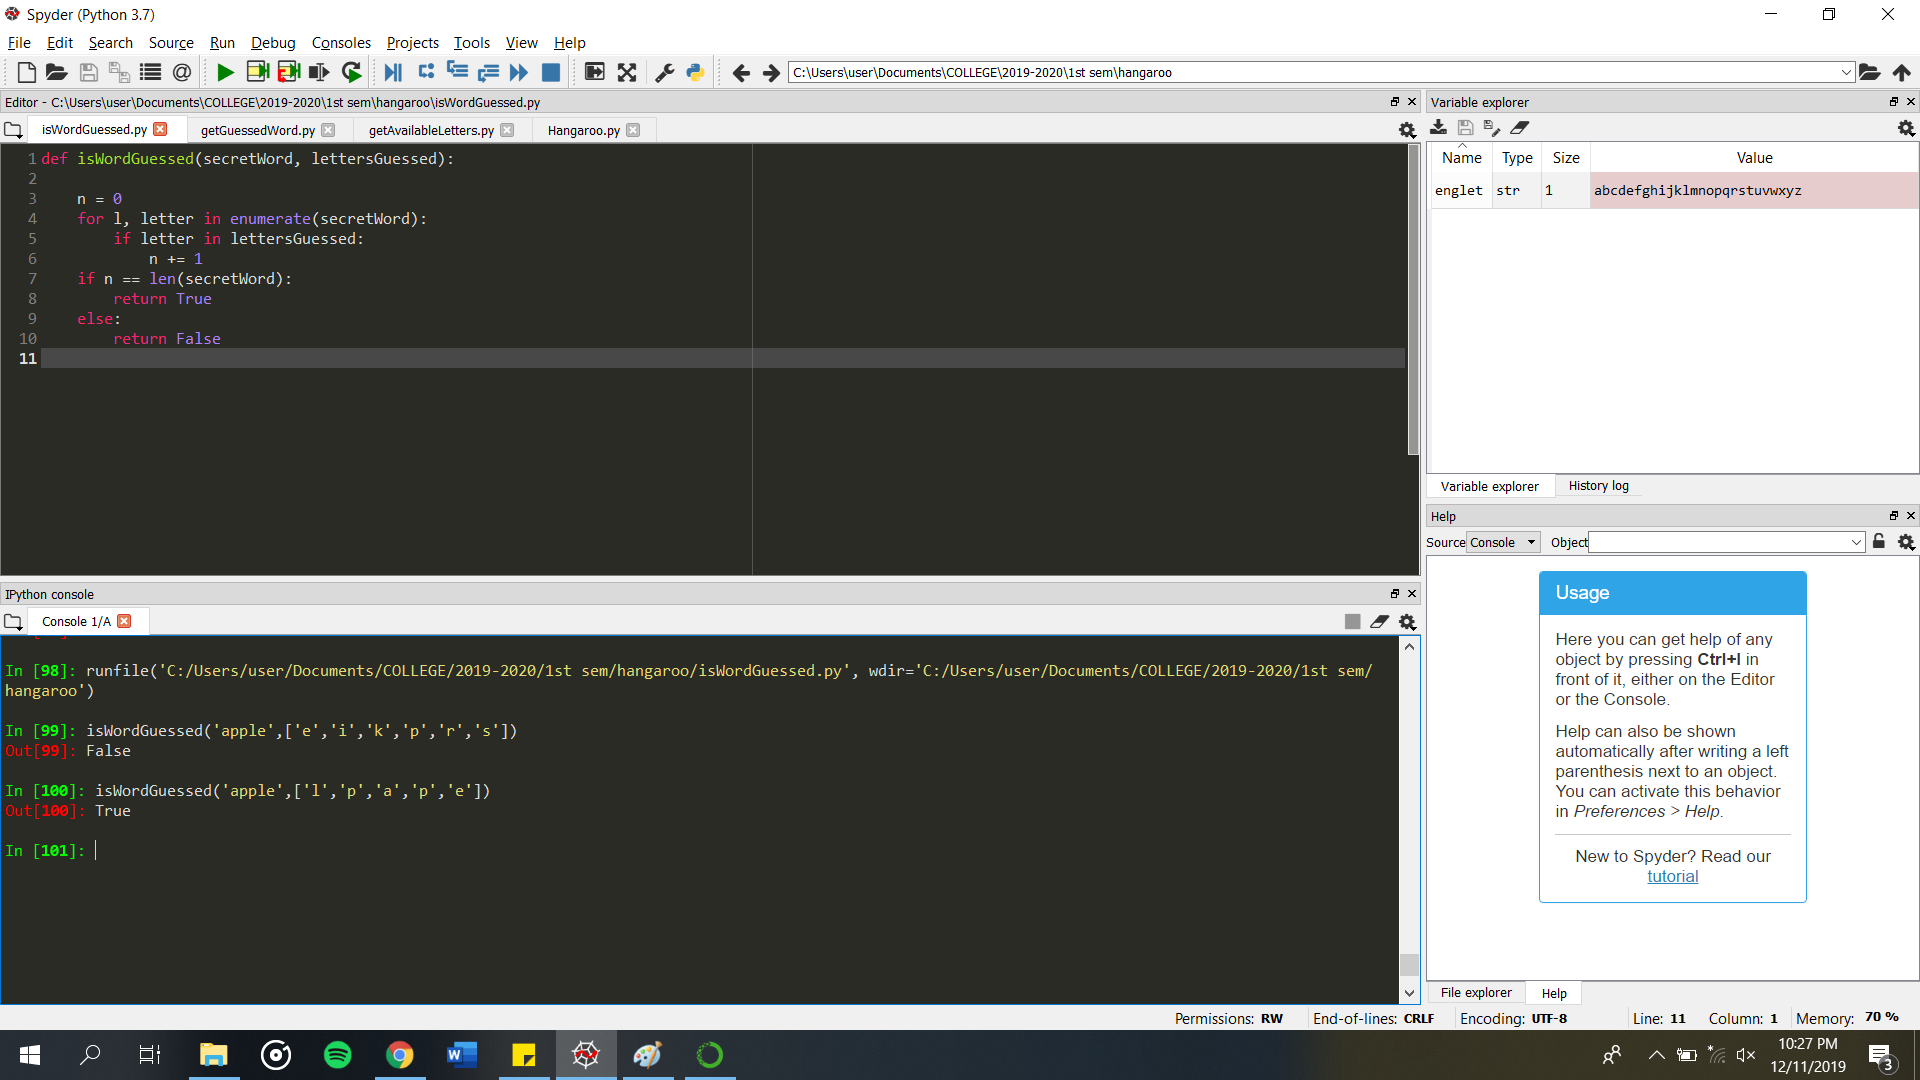 Spyder (Python 3.7)
File Edit Search Source Run Debug Consoles Projects Tools View Help
C:\Users\user\Documents\COLLEGE\2019-2020\1st sem\hangaroo
Editor - C:\Users\user\Documents\COLLEGE\2019-2020\1st sem\hangaroo\isWordGuessed.py
isWordGuessed.py getGuessedWord.py getAvailableLetters.py Hangaroo.py
1 def isWordGuessed(secretWord, lettersGuessed):
2
3     n = 0
4     for l, letter in enumerate(secretWord):
5         if letter in lettersGuessed:
6             n += 1
7     if n == len(secretWord):
8         return True
9     else:
10         return False
11
IPython console
Console 1/A
In [98]: runfile('C:/Users/user/Documents/COLLEGE/2019-2020/1st sem/hangaroo/isWordGuessed.py', wdir='C:/Users/user/Documents/COLLEGE/2019-2020/1st sem/
hangaroo')
In [99]: isWordGuessed('apple',['e','i','k','p','r','s'])
Out[99]: False
In [100]: isWordGuessed('apple',['l','p','a','p','e'])
Out[100]: True
In [101]:
Variable explorer
Name Type Size Value
englet str 1 abcdefghijklmnopqrstuvwxyz
Variable explorer History log
Help
Source Console Object
Usage
Here you can get help of any
object by pressing Ctrl+I in
front of it, either on the Editor
or the Console.
Help can also be shown
automatically after writing a left
parenthesis next to an object.
You can activate this behavior
in Preferences > Help.
New to Spyder? Read our
tutorial
File explorer Help
Permissions: RW End-of-lines: CRLF Encoding: UTF-8 Line: 11 Column: 1 Memory: 70 %
10:27 PM
12/11/2019
3